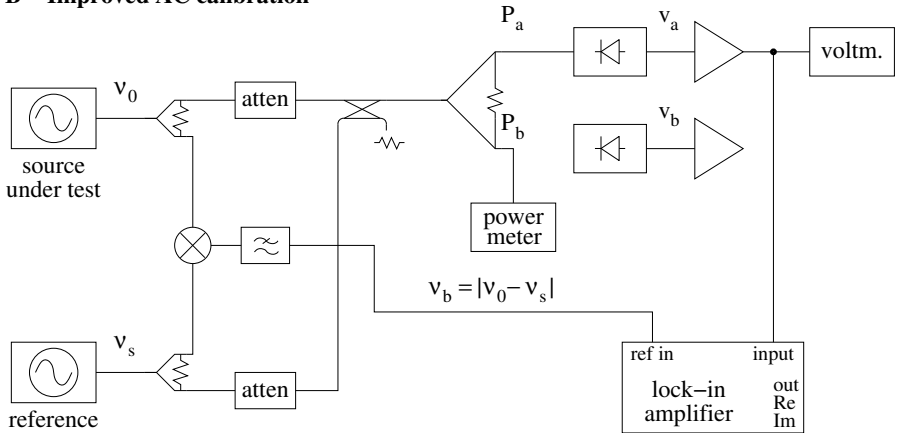 B Improved AC calibration
P_a
v_a
voltm.
ν_0
atten
source
under test
P_b
v_b
power
meter
ν_b = |ν_0 − ν_s|
ν_s
ref in
input
atten
lock−in
amplifier
out
Re
Im
reference